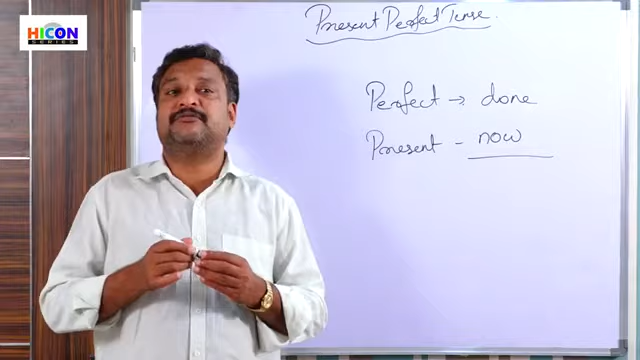 HICON
SERIES
Present Perfect Tense.
Perfect → done
Present - now